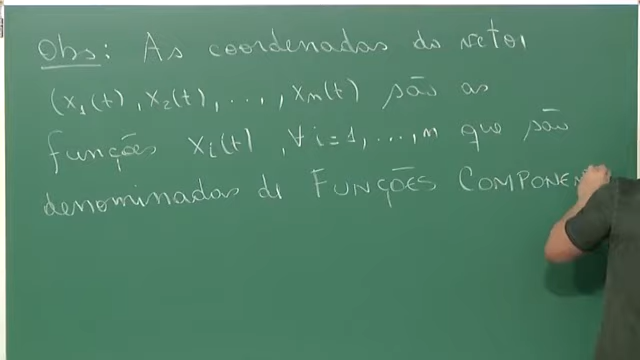 Obs: As coordenadas do vetor
(x₁(t), x₂(t), ..., xₙ(t)) são as
funções xᵢ(t), ∀i=1,...,n que são
denominadas de FUNÇÕES COMPONEN